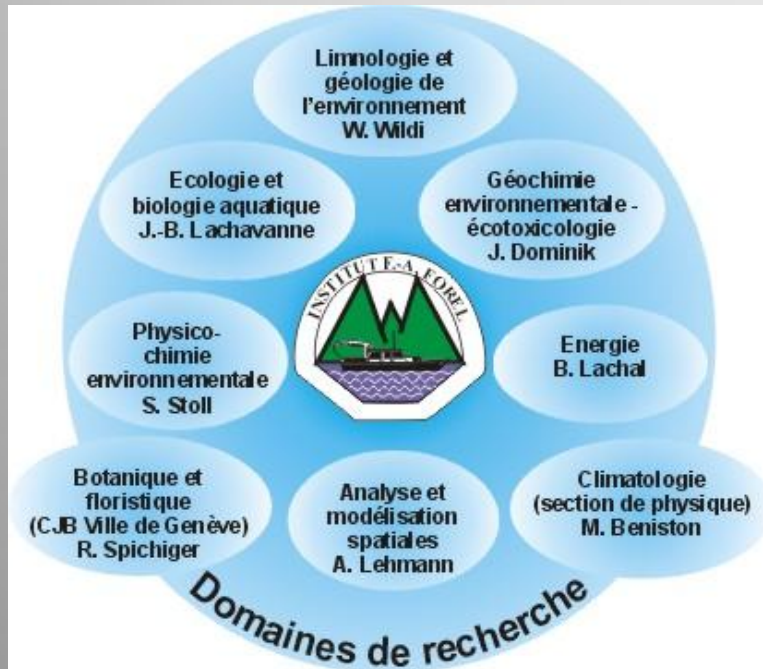 Limnologie et
géologie de
l'environnement
W. Wildi
Ecologie et
biologie aquatique
J.-B. Lachavanne
Géochimie
environnementale -
écotoxicologie
J. Dominik
INSTITUT F.-A. FOREL
Physico-
chimie
environnementale
S. Stoll
Energie
B. Lachal
Botanique et
floristique
(CJB Ville de Genève)
R. Spichiger
Analyse et
modélisation
spatiales
A. Lehmann
Climatologie
(section de physique)
M. Beniston
Domaines de recherche